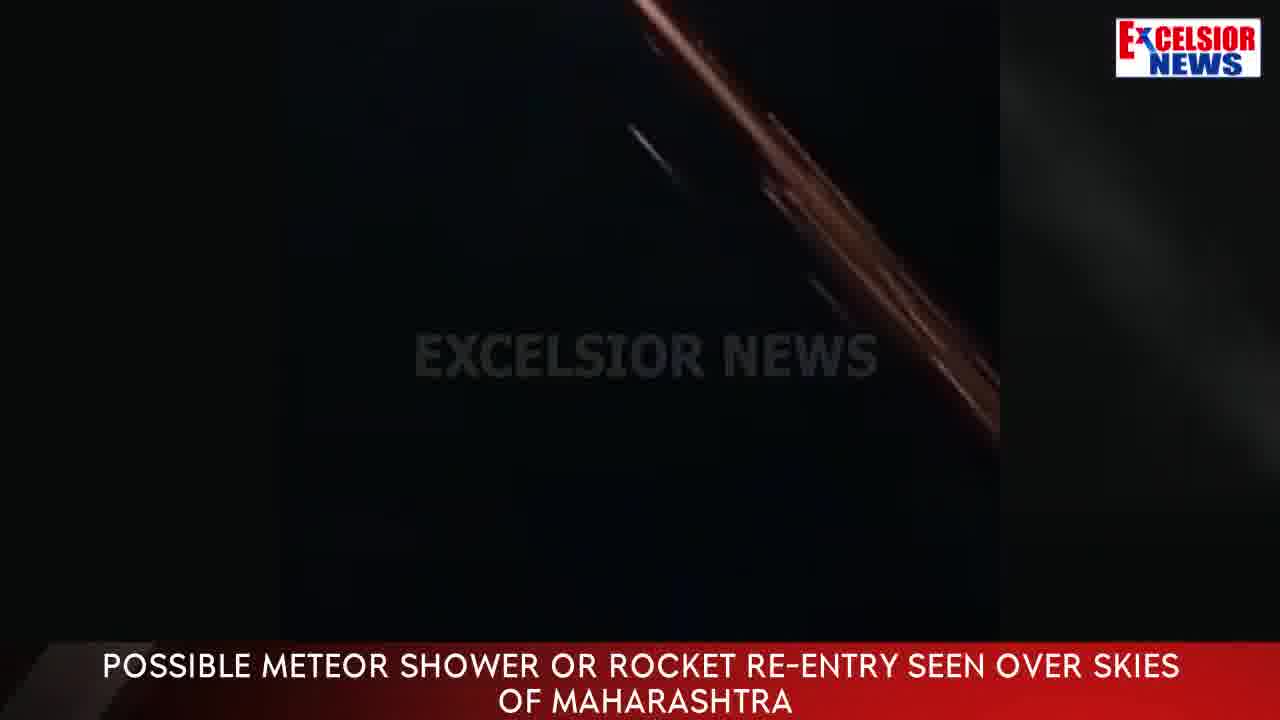 EXCELSIOR
NEWS
EXCELSIOR NEWS
POSSIBLE METEOR SHOWER OR ROCKET RE-ENTRY SEEN OVER SKIES
OF MAHARASHTRA